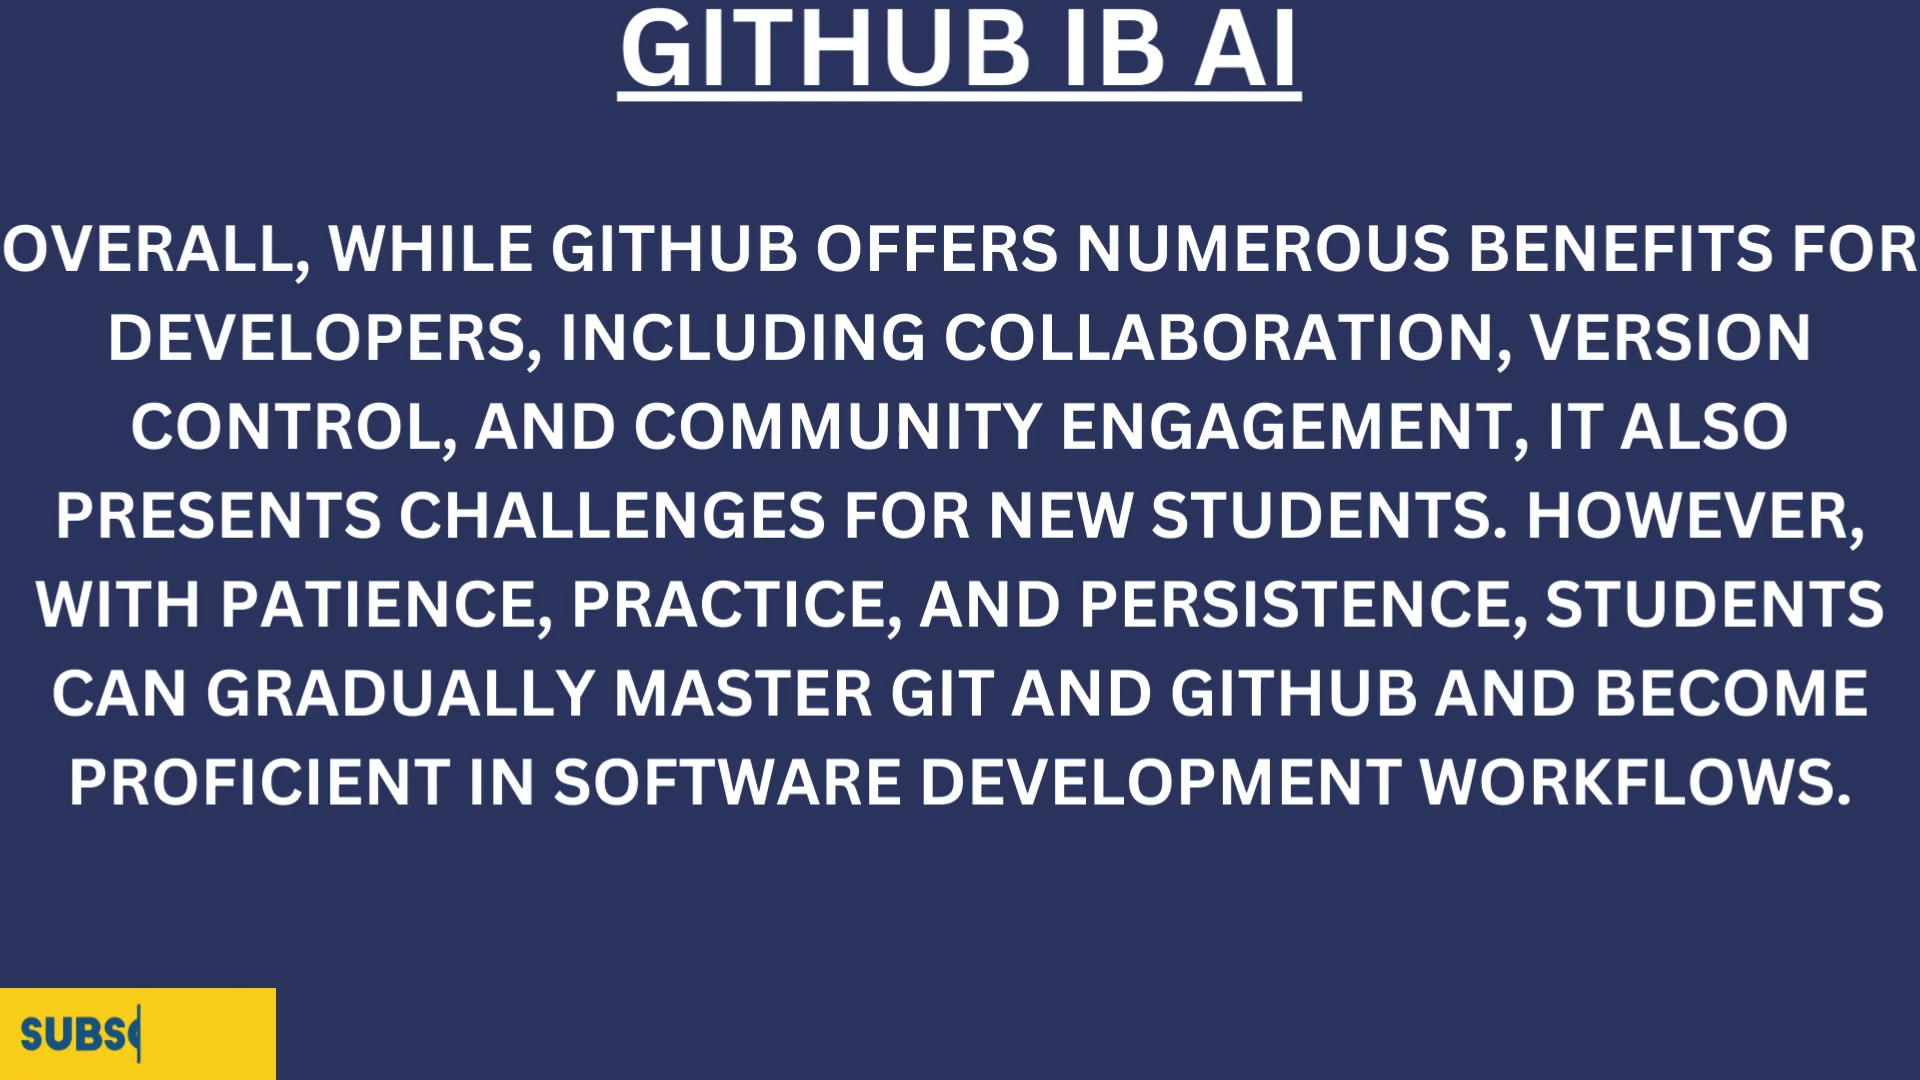 GITHUB IB AI
OVERALL, WHILE GITHUB OFFERS NUMEROUS BENEFITS FOR
DEVELOPERS, INCLUDING COLLABORATION, VERSION
CONTROL, AND COMMUNITY ENGAGEMENT, IT ALSO
PRESENTS CHALLENGES FOR NEW STUDENTS. HOWEVER,
WITH PATIENCE, PRACTICE, AND PERSISTENCE, STUDENTS
CAN GRADUALLY MASTER GIT AND GITHUB AND BECOME
PROFICIENT IN SOFTWARE DEVELOPMENT WORKFLOWS.
SUBSC